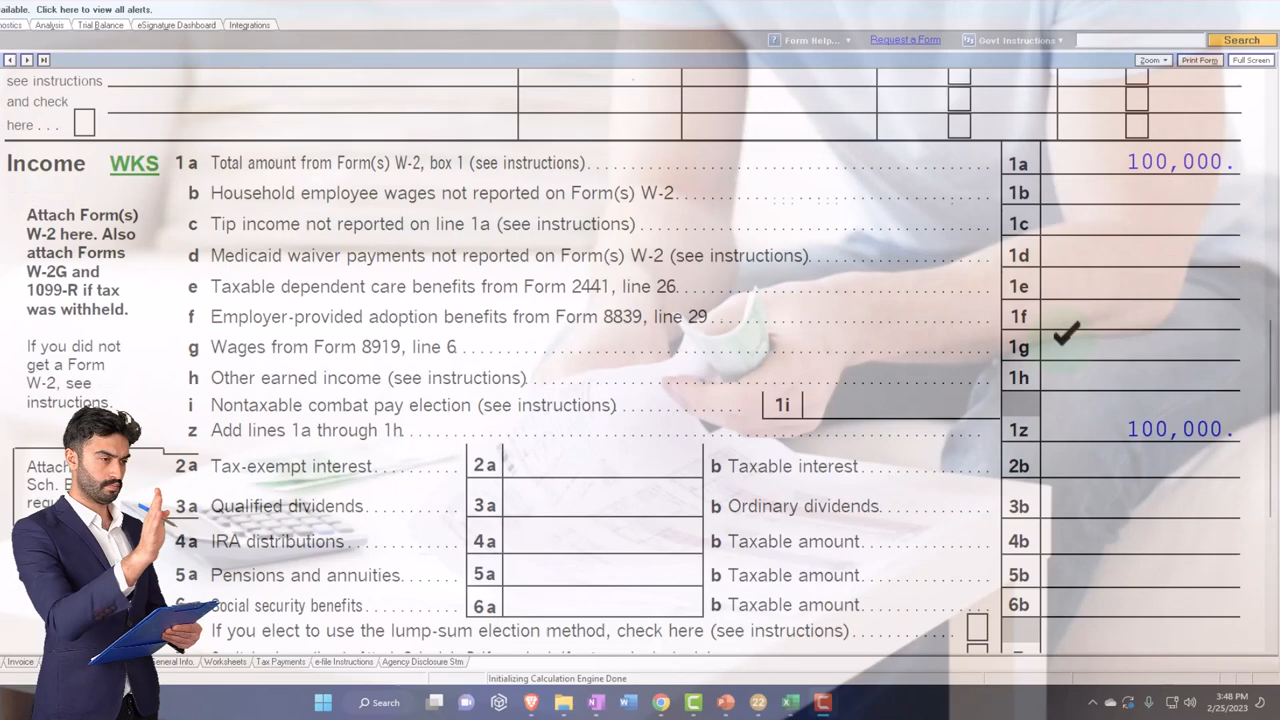 ailable. Click here to view all alerts.
nostics Analysis Trial Balance eSignature Dashboard Integrations
? Form Help... Request a Form Govt Instructions Search
Zoom Print Form Full Screen
see instructions
and check
here . . .
Income WKS 1a Total amount from Form(s) W-2, box 1 (see instructions) 1a 100,000.
b Household employee wages not reported on Form(s) W-2 1b
c Tip income not reported on line 1a (see instructions) 1c
d Medicaid waiver payments not reported on Form(s) W-2 (see instructions) 1d
e Taxable dependent care benefits from Form 2441, line 26 1e
f Employer-provided adoption benefits from Form 8839, line 29 1f
g Wages from Form 8919, line 6 1g
h Other earned income (see instructions) 1h
i Nontaxable combat pay election (see instructions) 1i
z Add lines 1a through 1h 1z 100,000.
Attach Form(s)
W-2 here. Also
attach Forms
W-2G and
1099-R if tax
was withheld.
If you did not
get a Form
W-2, see
instructions.
Attach
Sch. B
requ
2a Tax-exempt interest 2a b Taxable interest 2b
3a Qualified dividends 3a b Ordinary dividends 3b
4a IRA distributions 4a b Taxable amount 4b
5a Pensions and annuities 5a b Taxable amount 5b
Social security benefits 6a b Taxable amount 6b
If you elect to use the lump-sum election method, check here (see instructions)
Invoice General Info. Worksheets Tax Payments e-file Instructions Agency Disclosure Stm
Initializing Calculation Engine Done
Search
22
3:48 PM
2/25/2023